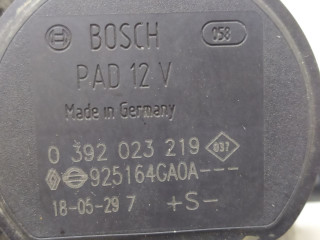 BOSCH 058
PAD 12 V
Made in Germany
0 392 023 219 037
925164GA0A---
18-05-29 7 +S-